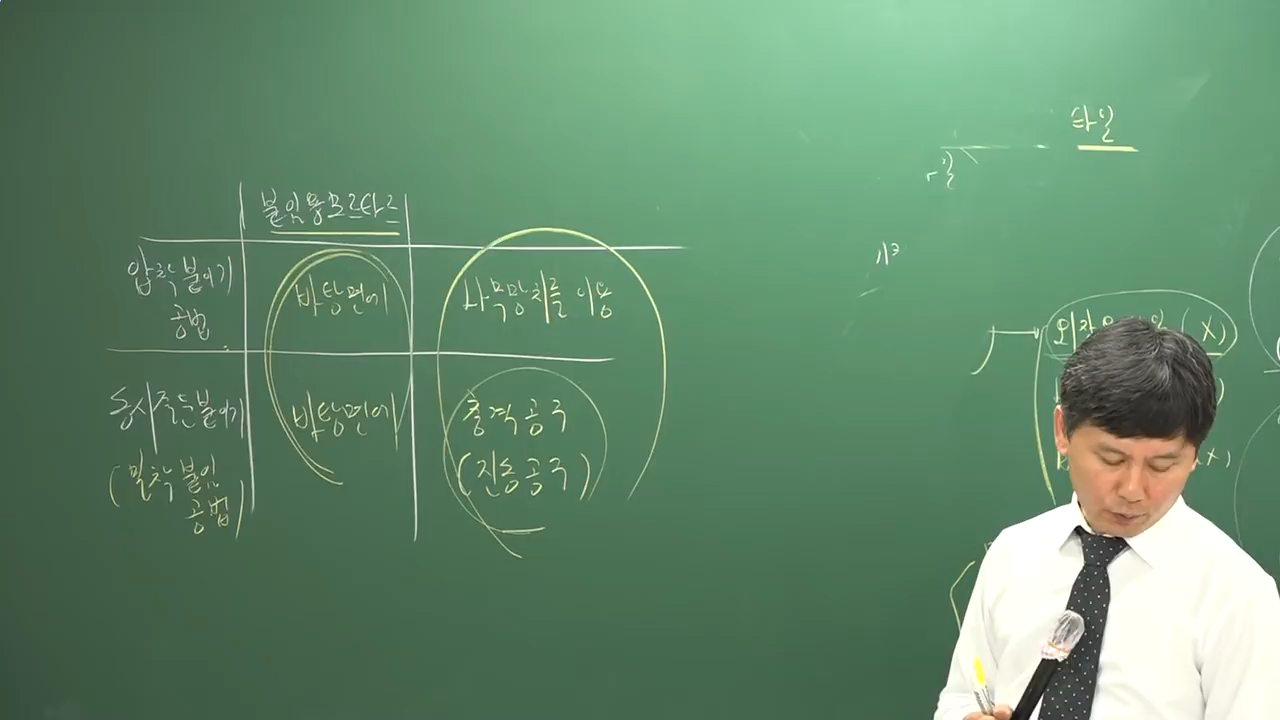 타일
붙임용모르타르
압착붙이기
공법
바탕면에
나무망치를 이용
동시줄눈붙이기
(밀착붙임
공법)
바탕면에
충격공구
(진동공구)
(X)